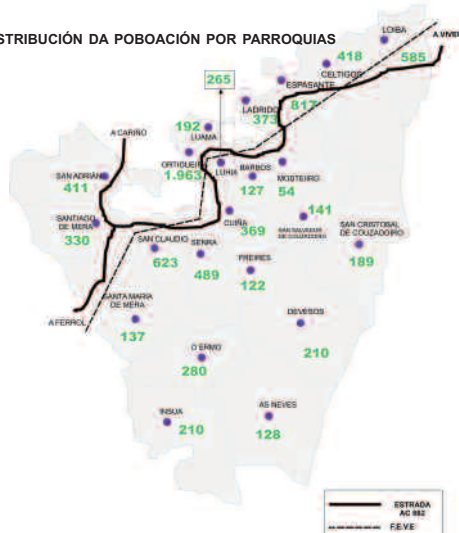 STRIBUCIÓN DA POBOACIÓN POR PARROQUIAS
LOIBA
A VIVEI
585
418
CELTIGOS
265
ESPASANTE
817
LADRIDO
373
192
LUAMA
A CARIÑO
ORTIGUEI
1.963
LUHIA
BARBOS
127
MOSTEIRO
54
SAN ADRIÁN
411
SANTIAGO
DE MERA
330
CUIÑA
369
141
SAN SALVADOR
DE COUZADOIRO
SAN CRISTOBAL
DE COUZADOIRO
189
SAN CLAUDIO
623
SENRA
489
FREIRES
122
SANTA MARIA
DE MERA
137
A FERROL
DEVESOS
210
O'ERMO
280
INSUA
210
AS NEVES
128
ESTRADA
AC 862
F.E.V.E